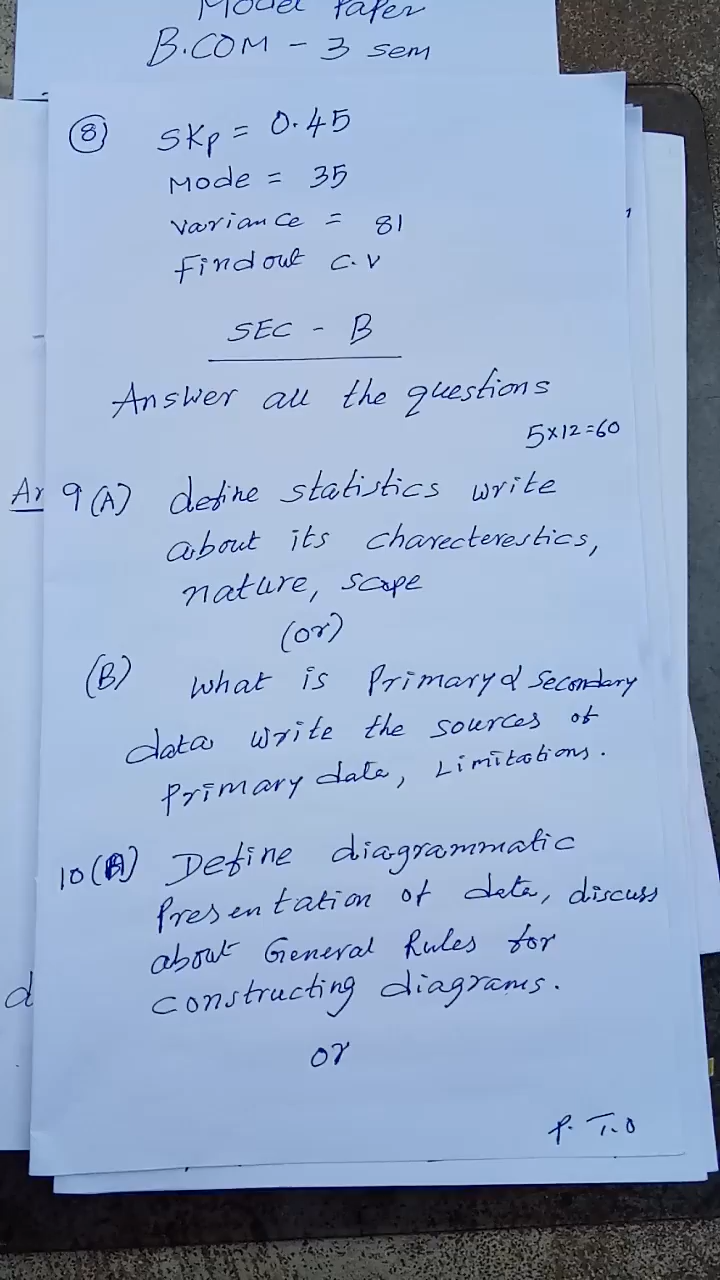 Model Paper
B.COM - 3 sem
(8) SKp = 0.45
Mode = 35
Variance = 81
Find out C.V
SEC - B
Answer all the questions
5x12=60
9(A) define statistics write
about its charecterestics,
nature, scope
(or)
(B) What is Primary & Secondary
data write the sources of
Primary data, Limitations.
10(A) Define diagrammatic
Presentation of data, discuss
about General Rules for
constructing diagrams.
or
P.T.O